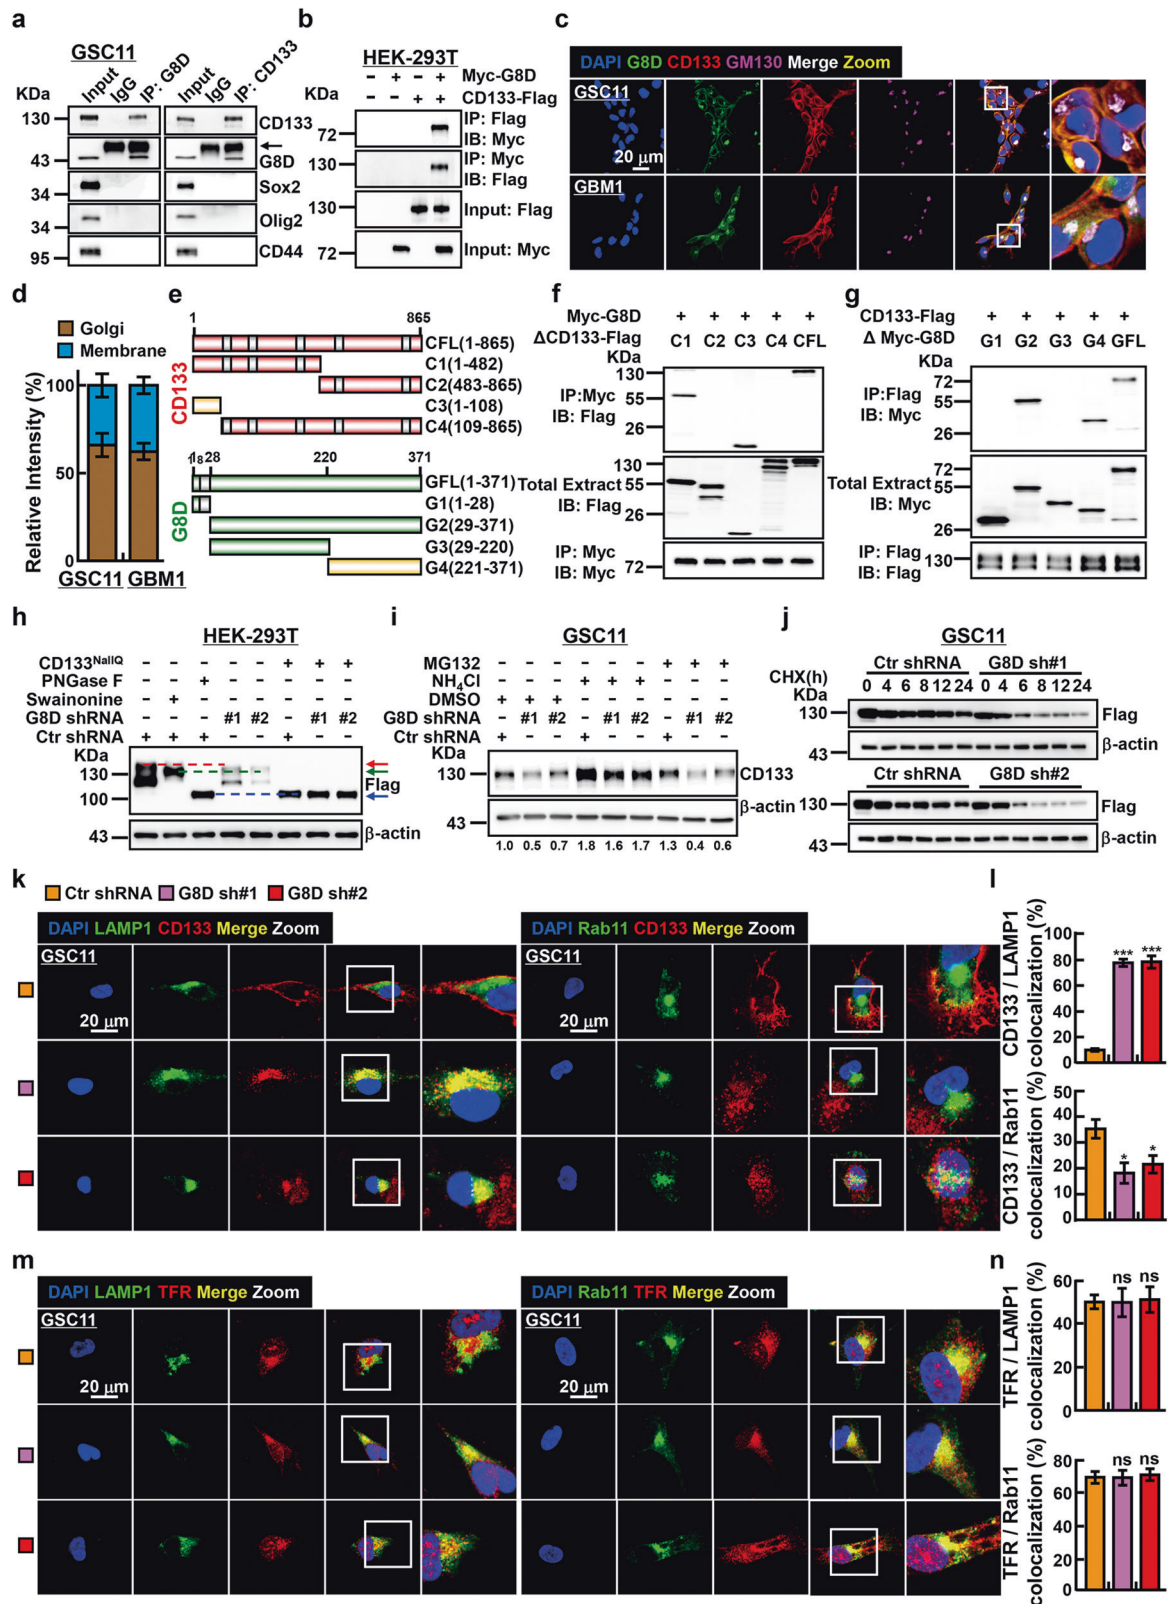 a
GSC11
KDa
Input
IgG
IP: G8D
Input
IgG
IP: CD133
130
43
34
34
95
CD133
G8D
Sox2
Olig2
CD44
b
HEK-293T
Myc-G8D
- + - +
CD133-Flag
- - + +
KDa
72
130
130
72
IP: Flag
IB: Myc
IP: Myc
IB: Flag
Input: Flag
Input: Myc
c
DAPI G8D CD133 GM130 Merge Zoom
GSC11
20 μm
GBM1
d
Golgi
Membrane
Relative Intensity (%)
100
50
0
GSC11 GBM1
e
1 865
CD133
CFL(1-865)
C1(1-482)
C2(483-865)
C3(1-108)
C4(109-865)
1 8 28 220 371
G8D
GFL(1-371)
G1(1-28)
G2(29-371)
G3(29-220)
G4(221-371)
f
Myc-G8D + + + + +
ΔCD133-Flag C1 C2 C3 C4 CFL
KDa
130
55
26
IP:Myc
IB: Flag
130
55
26
Total Extract
IB: Flag
72
IP: Myc
IB: Myc
g
CD133-Flag + + + + +
Δ Myc-G8D G1 G2 G3 G4 GFL
KDa
72
55
26
IP:Flag
IB: Myc
72
55
26
Total Extract
IB: Myc
130
IP: Flag
IB: Flag
h
HEK-293T
CD133NallQ - - - - - + + +
PNGase F - - + - - - - -
Swainonine - + - - - - - -
G8D shRNA - - - #1 #2 - #1 #2
Ctr shRNA + + + - - + - -
KDa
130
100
43
Flag
β-actin
i
GSC11
MG132 - - - - - - + + +
NH4Cl - - - + + + - - -
DMSO + + + - - - - - -
G8D shRNA - #1 #2 - #1 #2 - #1 #2
Ctr shRNA + - - + - - + - -
KDa
130
43
CD133
β-actin
1.0 0.5 0.7 1.8 1.6 1.7 1.3 0.4 0.6
j
GSC11
Ctr shRNA G8D sh#1
CHX(h) 0 4 6 8 12 24 0 4 6 8 12 24
KDa
130
43
Flag
β-actin
Ctr shRNA G8D sh#2
130
43
Flag
β-actin
k
Ctr shRNA G8D sh#1 G8D sh#2
DAPI LAMP1 CD133 Merge Zoom
GSC11
20 μm
DAPI Rab11 CD133 Merge Zoom
GSC11
20 μm
l
CD133 / LAMP1
colocalization (%)
100
80
60
40
20
0
*** ***
CD133 / Rab11
colocalization (%)
50
40
30
20
10
0
* *
m
DAPI LAMP1 TFR Merge Zoom
GSC11
20 μm
DAPI Rab11 TFR Merge Zoom
GSC11
20 μm
n
TFR / LAMP1
colocalization (%)
60
40
20
0
ns ns
TFR / Rab11
colocalization (%)
80
60
40
20
0
ns ns